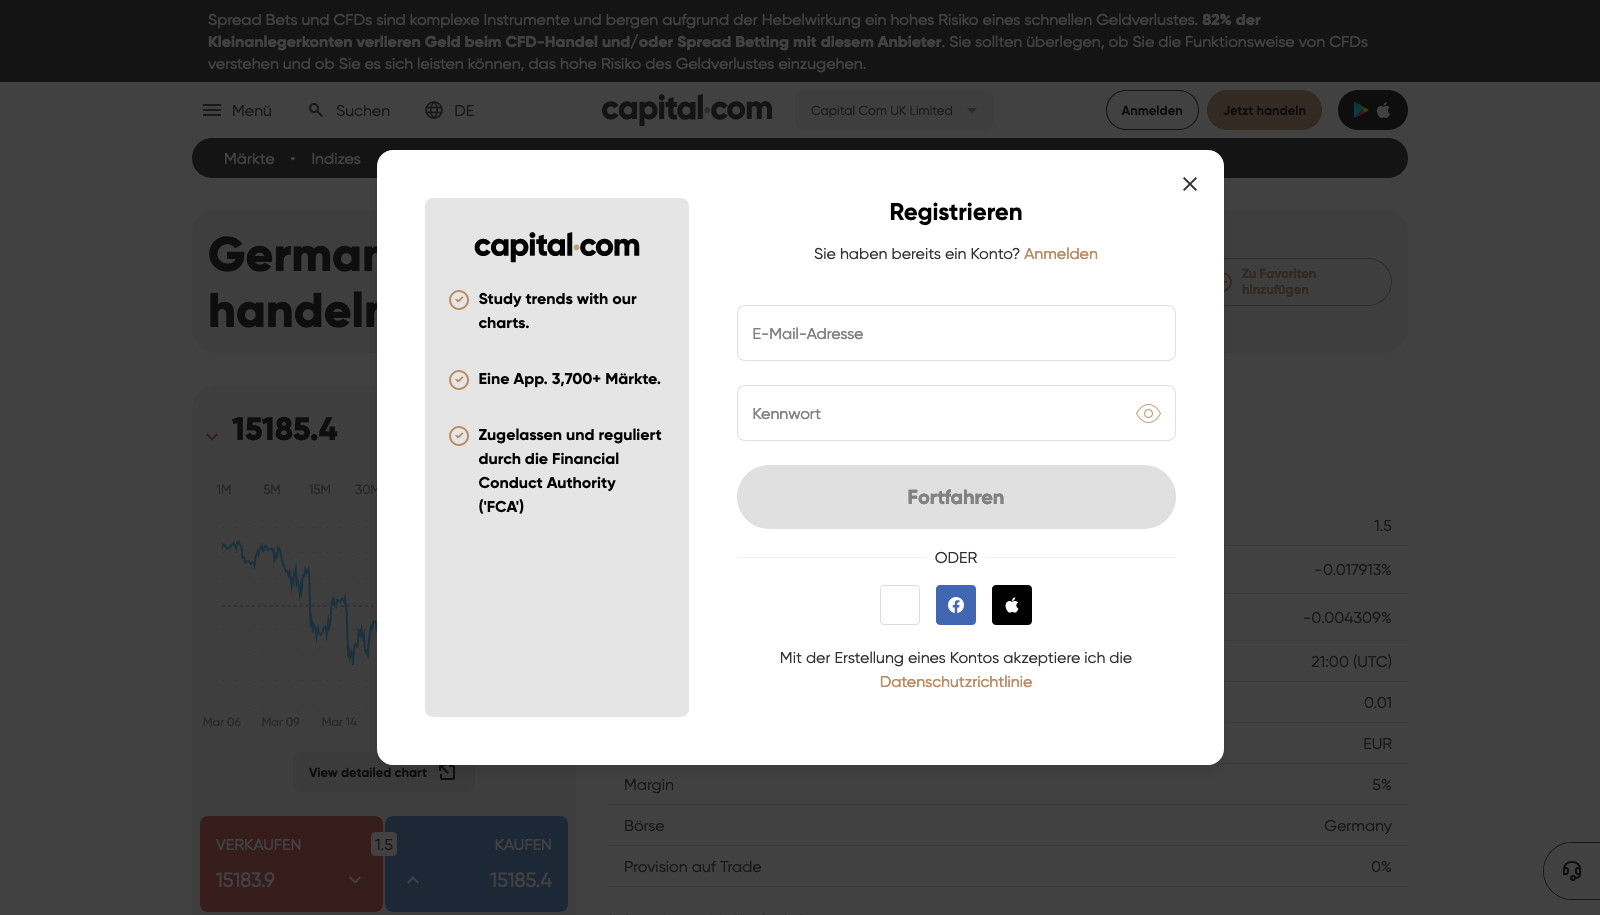 Spread Bets und CFDs sind komplexe Instrumente und bergen aufgrund der Hebelwirkung ein hohes Risiko eines schnellen Geldverlustes. 82% der
Kleinanlegerkonten verlieren Geld beim CFD-Handel und/oder Spread Betting mit diesem Anbieter. Sie sollten überlegen, ob Sie die Funktionsweise von CFDs
verstehen und ob Sie es sich leisten können, das hohe Risiko des Geldverlustes einzugehen.
Menü
Suchen
DE
capital.com
Capital Com UK Limited
Anmelden
Jetzt handeln
Märkte • Indizes
German
handeln
Zu Favoriten
hinzufügen
15185.4
1M 5M 15M 30M
Mar 06 Mar 09 Mar 14
View detailed chart
VERKAUFEN
15183.9
1.5
KAUFEN
15185.4
capital.com
Study trends with our
charts.
Eine App. 3,700+ Märkte.
Zugelassen und reguliert
durch die Financial
Conduct Authority
('FCA')
Registrieren
Sie haben bereits ein Konto? Anmelden
E-Mail-Adresse
Kennwort
Fortfahren
ODER
Mit der Erstellung eines Kontos akzeptiere ich die
Datenschutzrichtlinie
1.5
-0.017913%
-0.004309%
21:00 (UTC)
0.01
EUR
Margin 5%
Börse Germany
Provision auf Trade 0%